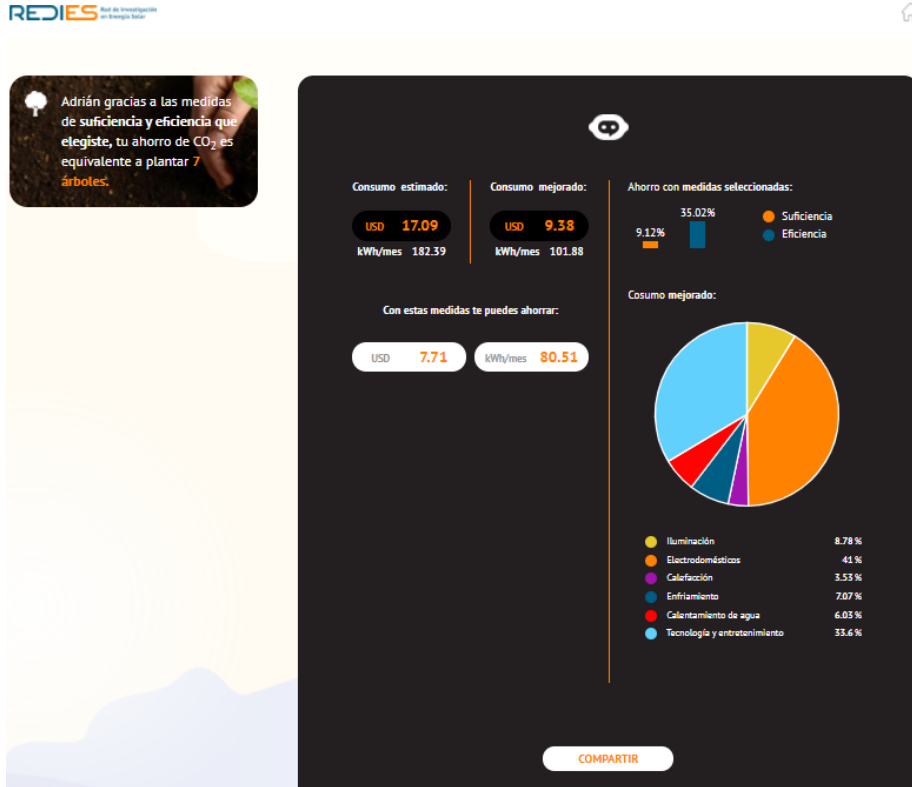 REDIES
Red de Investigación
en Energía Solar
Adrián gracias a las medidas
de suficiencia y eficiencia que
elegiste, tu ahorro de CO₂ es
equivalente a plantar 7
árboles.
Consumo estimado:
USD 17.09
kWh/mes 182.39
Consumo mejorado:
USD 9.38
kWh/mes 101.88
Con estas medidas te puedes ahorrar:
USD 7.71
kWh/mes 80.51
Ahorro con medidas seleccionadas:
9.12%
35.02%
Suficiencia
Eficiencia
Cosumo mejorado:
Iluminación 8.78 %
Electrodomésticos 41 %
Calefacción 3.53 %
Enfriamiento 7.07 %
Calentamiento de agua 6.03 %
Tecnología y entretenimiento 33.6 %
COMPARTIR